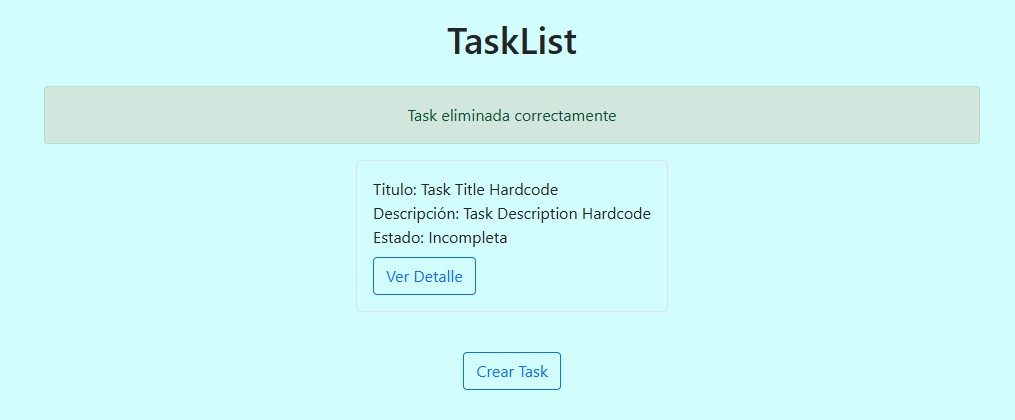 TaskList
Task eliminada correctamente
Titulo: Task Title Hardcode
Descripción: Task Description Hardcode
Estado: Incompleta
Ver Detalle
Crear Task